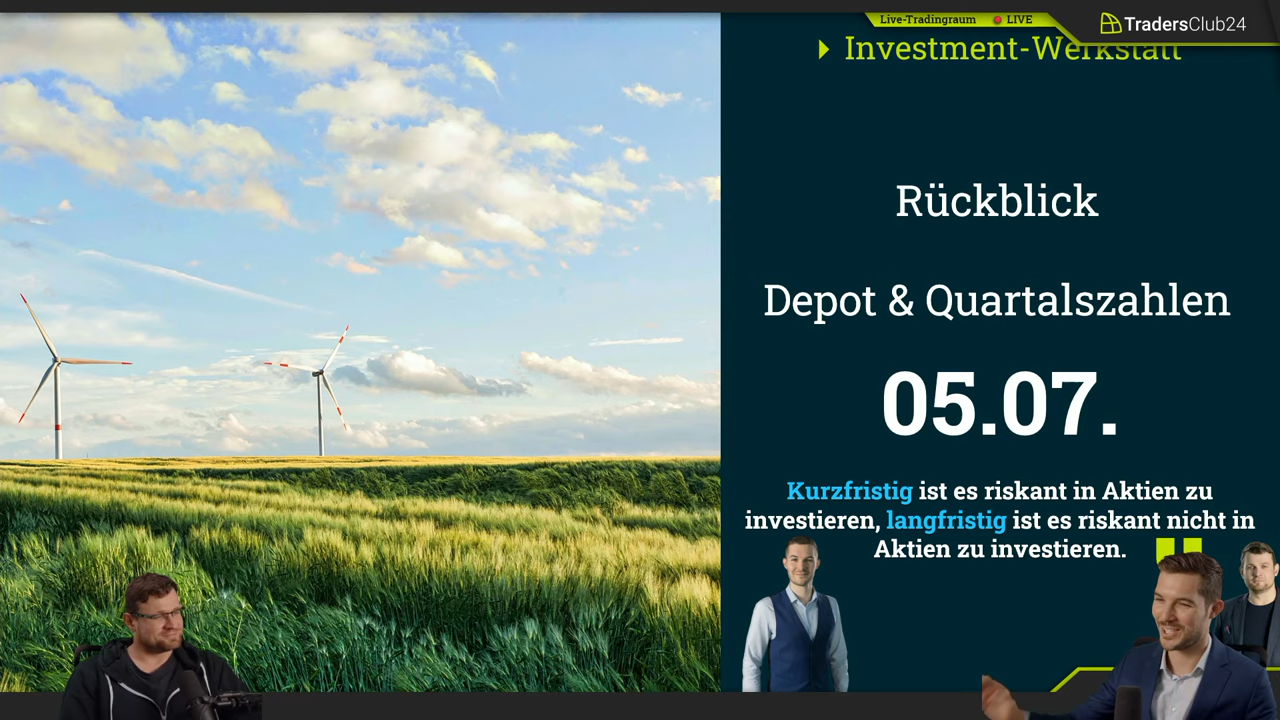 Live-Tradingraum LIVE
TradersClub24
Investment-Werkstatt
Rückblick
Depot & Quartalszahlen
05.07.
Kurzfristig ist es riskant in Aktien zu
investieren, langfristig ist es riskant nicht in
Aktien zu investieren.